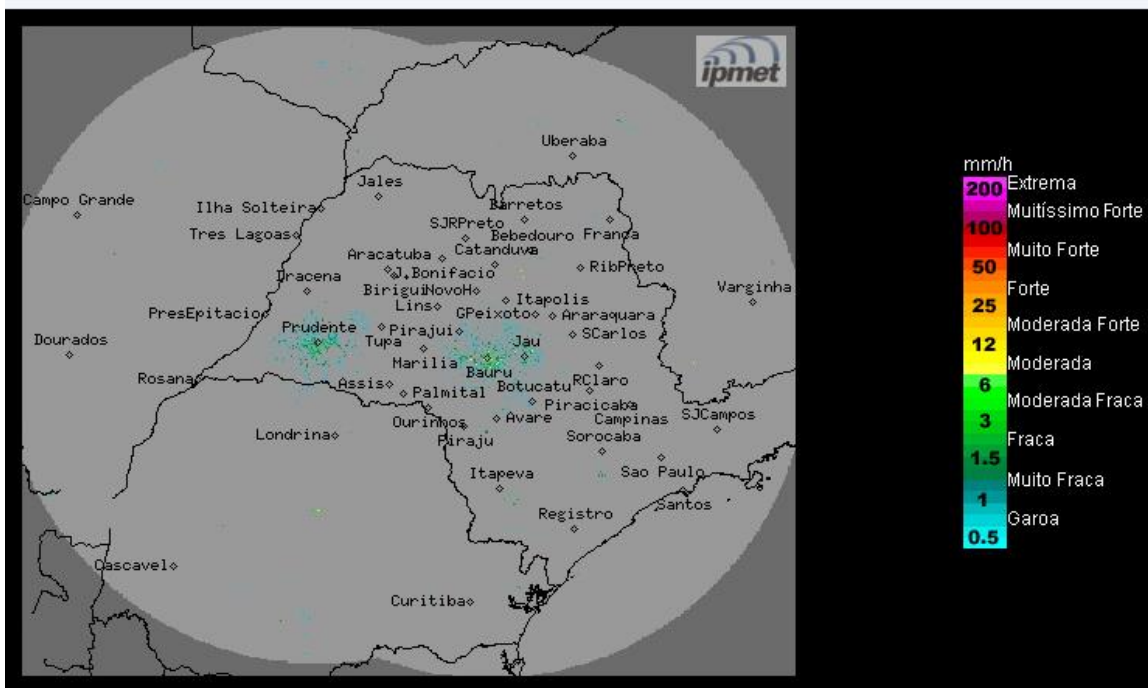 ipmet
Uberaba
Jales
Campo Grande
Ilha Solteira
Barretos
Tres Lagoas
SJRPreto
Bebedouro Franca
Aracatuba
Catanduva
J.Bonifacio
RibPreto
Dracena
Birigui NovoH
Varginha
Itapolis
Lins
PresEpitacio
GPeixoto
Araraquara
Prudente
Pirajui
SCarlos
Dourados
Tupa
Jau
Marilia
Bauru
Rosana
Assis
Botucatu
RClaro
Palmital
Piracicaba
Ourinhos
Avare
Campinas
SJCampos
Londrina
Piraju
Sorocaba
Itapeva
Sao Paulo
Santos
Registro
Cascavel
Curitiba
mm/h
200 Extrema
Muitíssimo Forte
100
Muito Forte
50
Forte
25
Moderada Forte
12
Moderada
6
Moderada Fraca
3
Fraca
1.5
Muito Fraca
1
Garoa
0.5